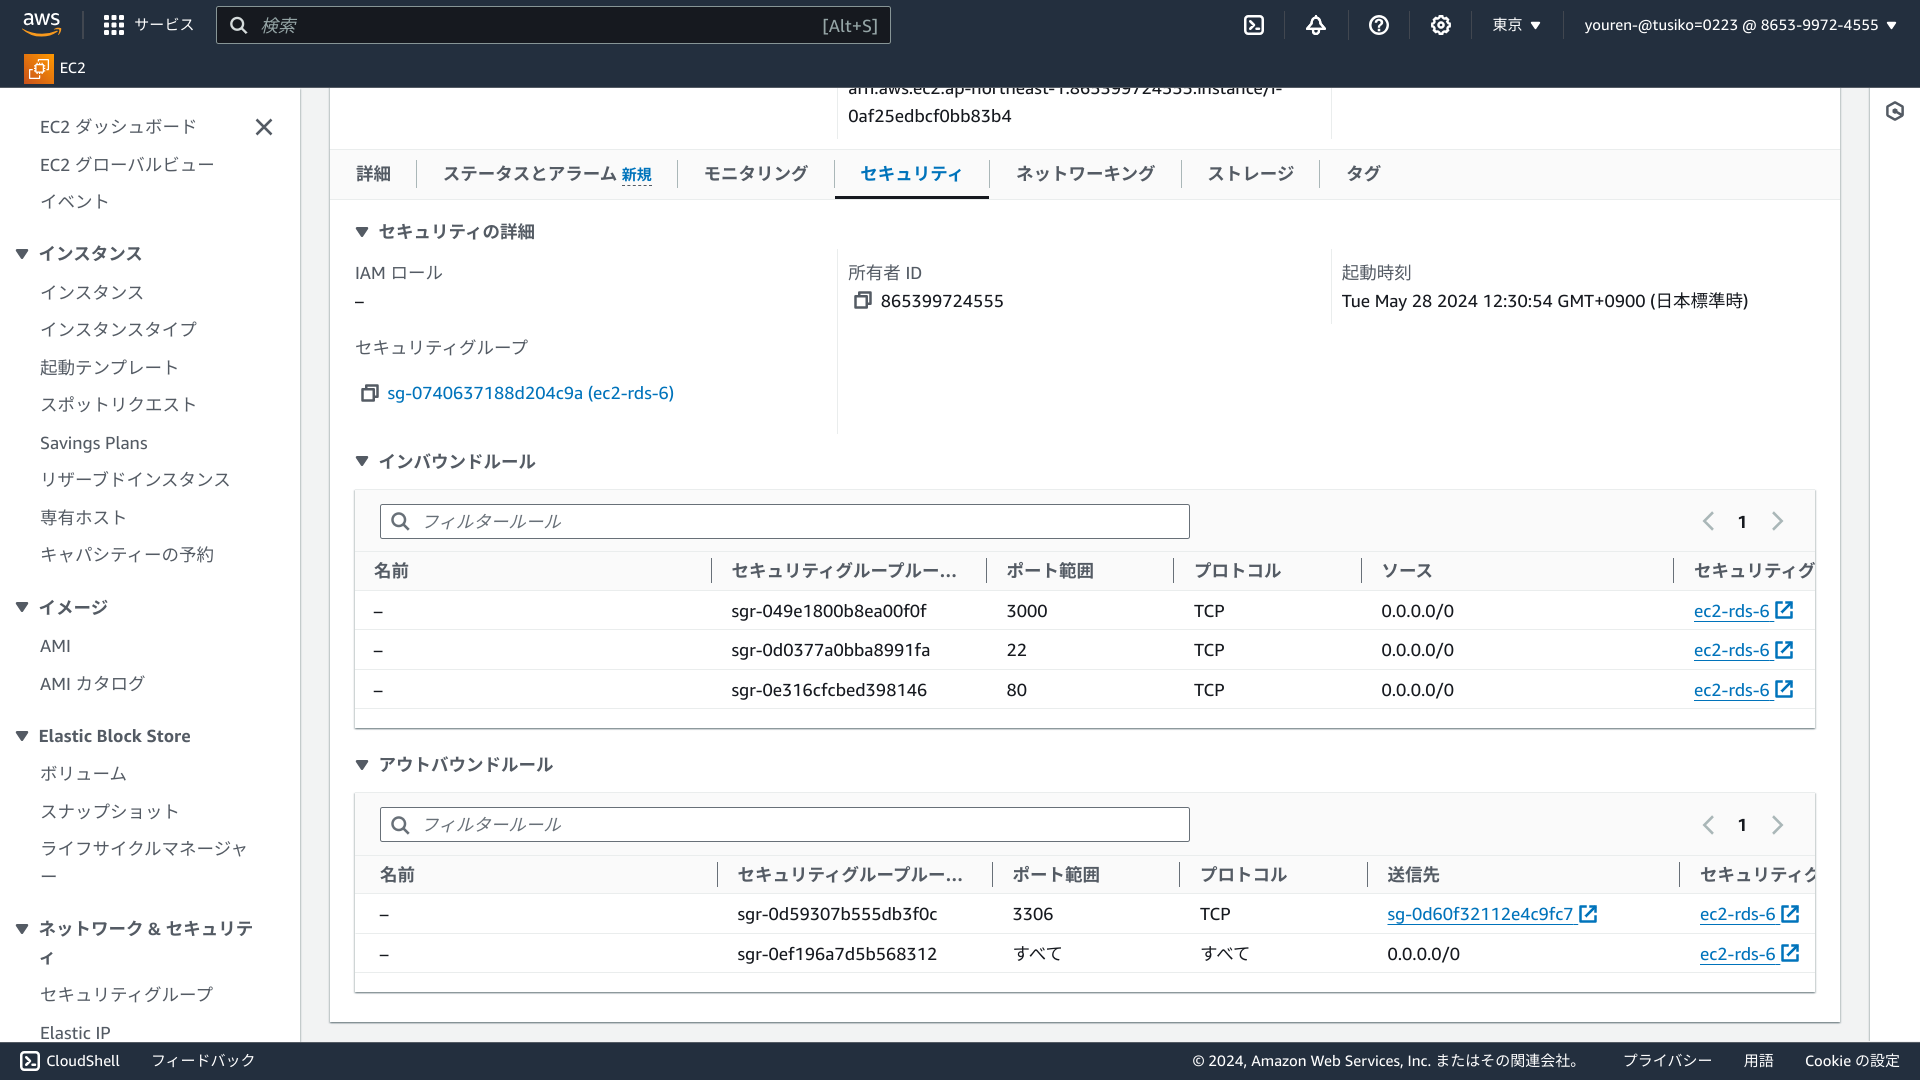 aws
サービス
検索
[Alt+S]
東京
youren-@tusiko=0223 @ 8653-9972-4555
EC2
EC2 ダッシュボード
EC2 グローバルビュー
イベント
インスタンス
インスタンス
インスタンスタイプ
起動テンプレート
スポットリクエスト
Savings Plans
リザーブドインスタンス
専有ホスト
キャパシティーの予約
イメージ
AMI
AMI カタログ
Elastic Block Store
ボリューム
スナップショット
ライフサイクルマネージャ
ー
ネットワーク & セキュリテ
ィ
セキュリティグループ
Elastic IP
arn:aws:ec2:ap-northeast-1:865399724555:instance/i-
0af25edbcf0bb83b4
詳細 ステータスとアラーム 新規 モニタリング セキュリティ ネットワーキング ストレージ タグ
セキュリティの詳細
IAM ロール
–
所有者 ID
865399724555
起動時刻
Tue May 28 2024 12:30:54 GMT+0900 (日本標準時)
セキュリティグループ
sg-0740637188d204c9a (ec2-rds-6)
インバウンドルール
フィルタールール
1
名前 セキュリティグループルー... ポート範囲 プロトコル ソース セキュリティグ
– sgr-049e1800b8ea00f0f 3000 TCP 0.0.0.0/0 ec2-rds-6
– sgr-0d0377a0bba8991fa 22 TCP 0.0.0.0/0 ec2-rds-6
– sgr-0e316cfcbed398146 80 TCP 0.0.0.0/0 ec2-rds-6
アウトバウンドルール
フィルタールール
1
名前 セキュリティグループルー... ポート範囲 プロトコル 送信先 セキュリティグ
– sgr-0d59307b555db3f0c 3306 TCP sg-0d60f32112e4c9fc7 ec2-rds-6
– sgr-0ef196a7d5b568312 すべて すべて 0.0.0.0/0 ec2-rds-6
CloudShell フィードバック
© 2024, Amazon Web Services, Inc. またはその関連会社。 プライバシー 用語 Cookie の設定